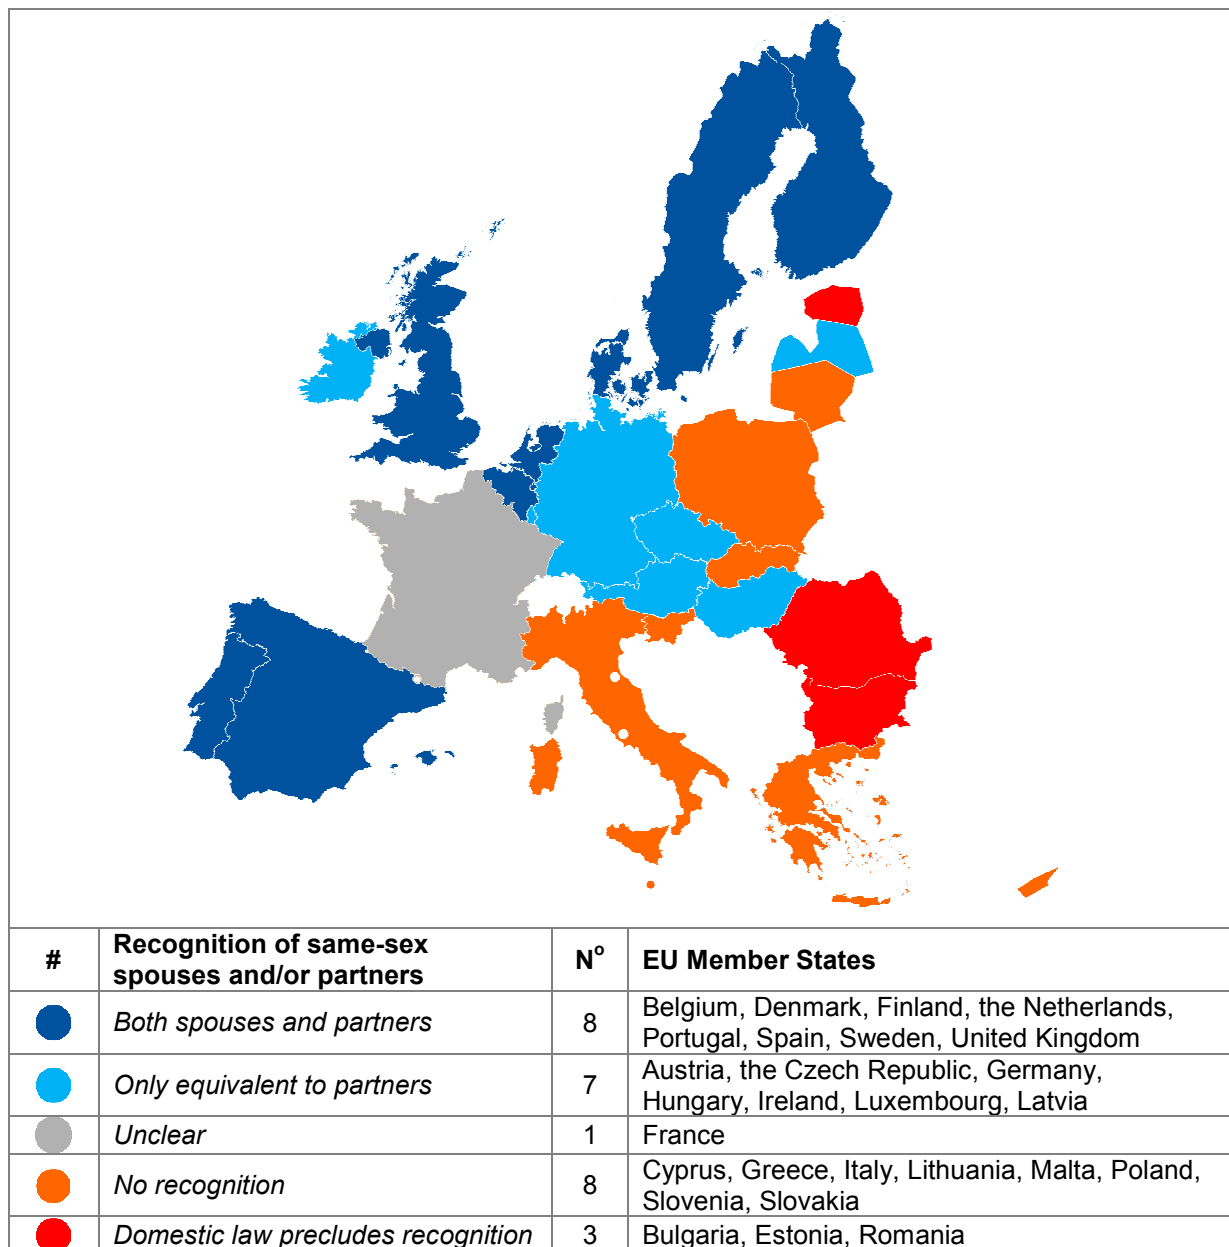 # Recognition of same-sex spouses and/or partners Nº EU Member States
Both spouses and partners 8 Belgium, Denmark, Finland, the Netherlands,
Portugal, Spain, Sweden, United Kingdom
Only equivalent to partners 7 Austria, the Czech Republic, Germany,
Hungary, Ireland, Luxembourg, Latvia
Unclear 1 France
No recognition 8 Cyprus, Greece, Italy, Lithuania, Malta, Poland,
Slovenia, Slovakia
Domestic law precludes recognition 3 Bulgaria, Estonia, Romania